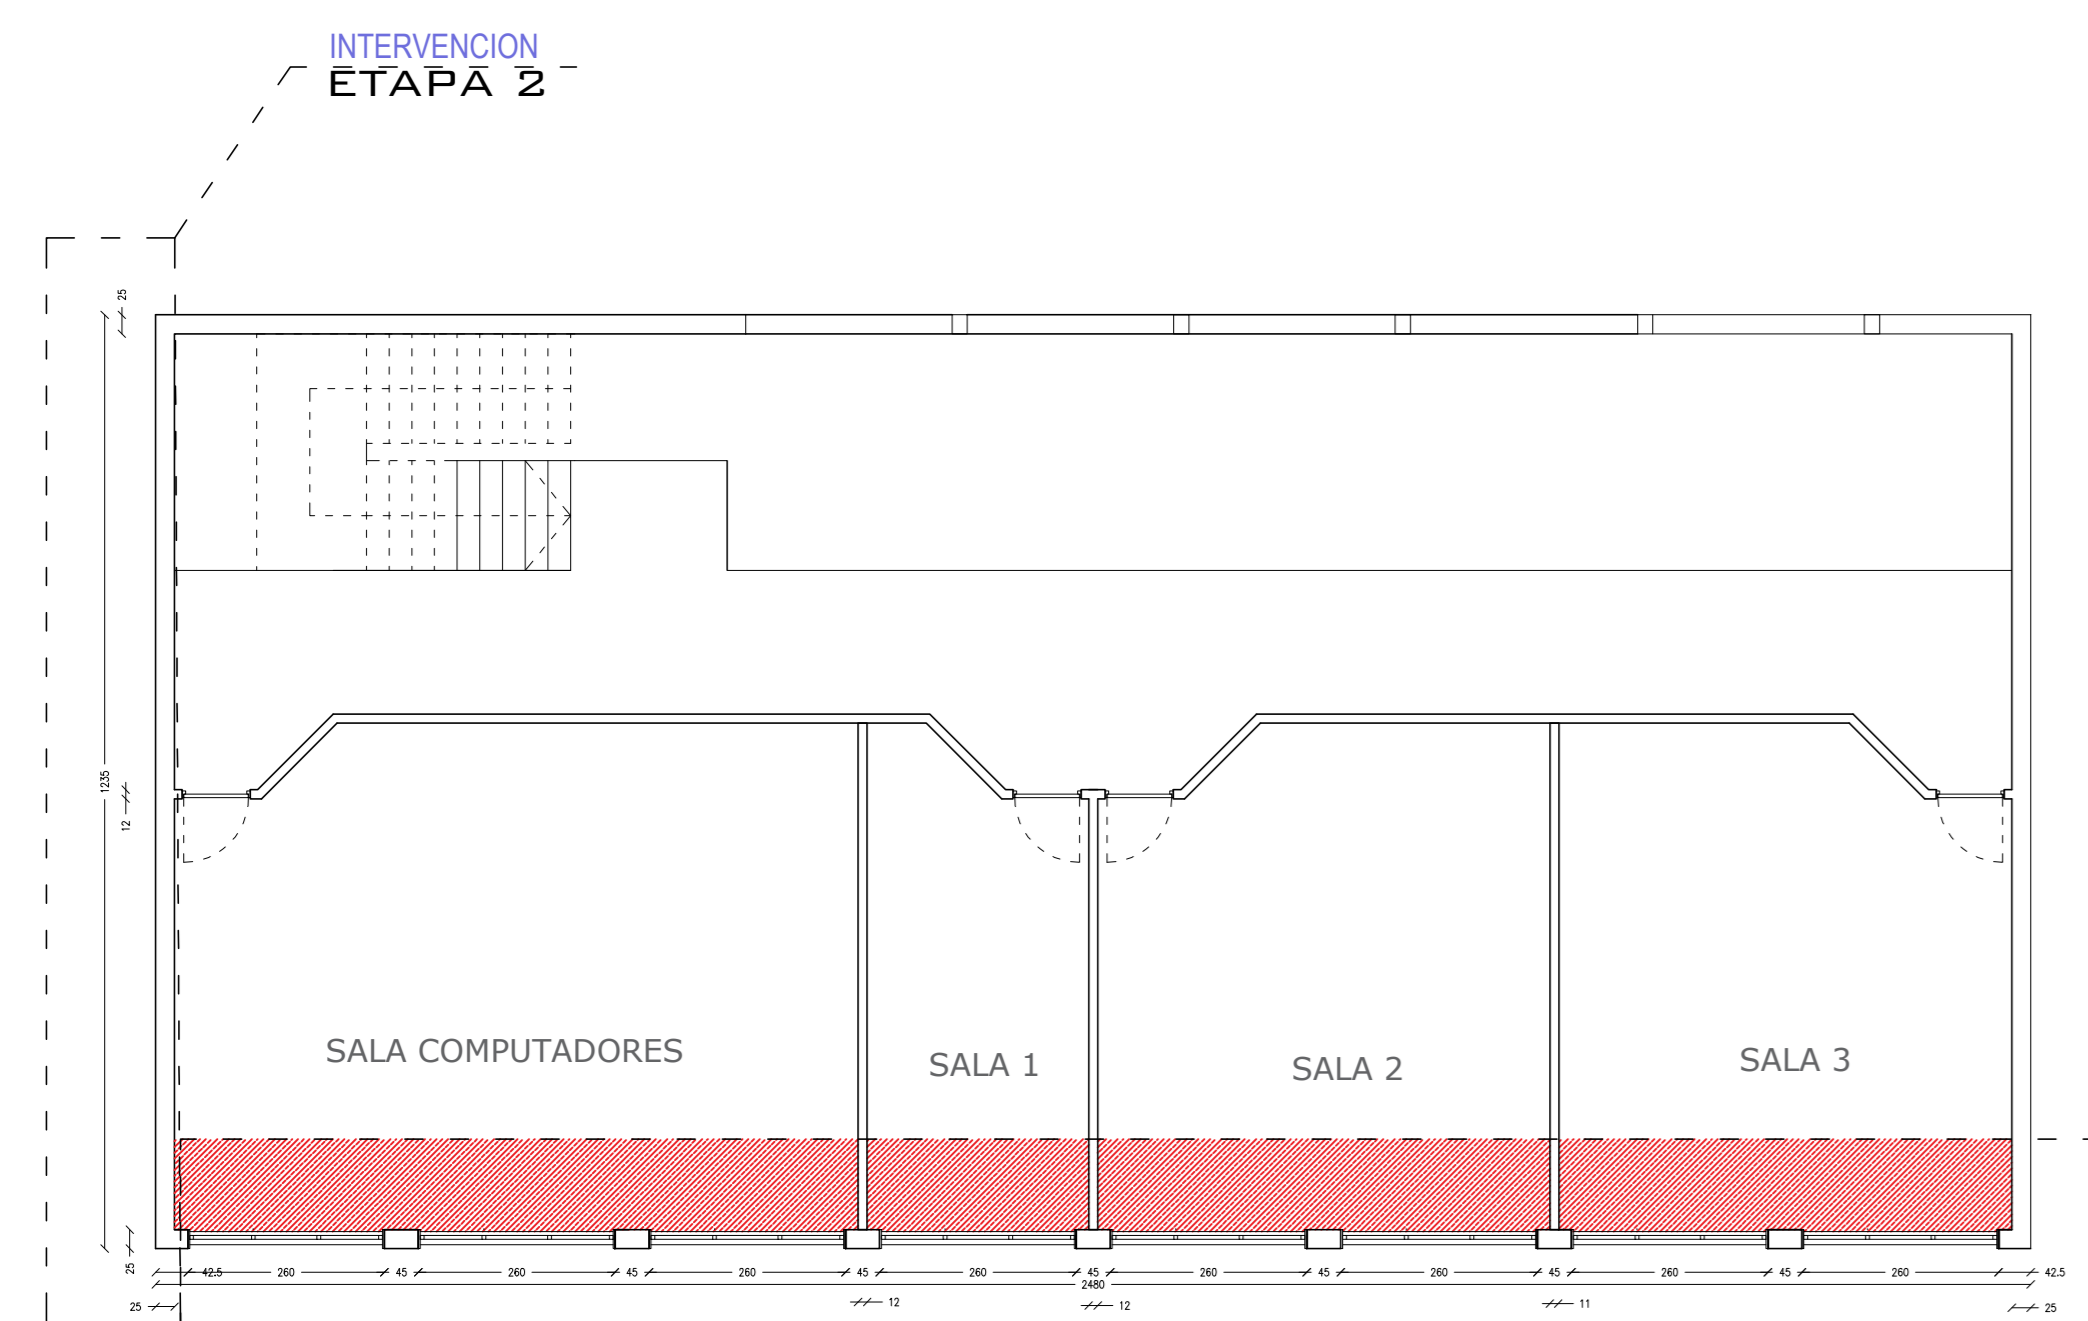 INTERVENCION
ETAPA 2
25
1235
12
SALA COMPUTADORES
SALA 1
SALA 2
SALA 3
25
42.5 260 45 260 45 260 45 260 45 260 45 260 45 260 45 260 42.5
2480
25 12 12 11 25